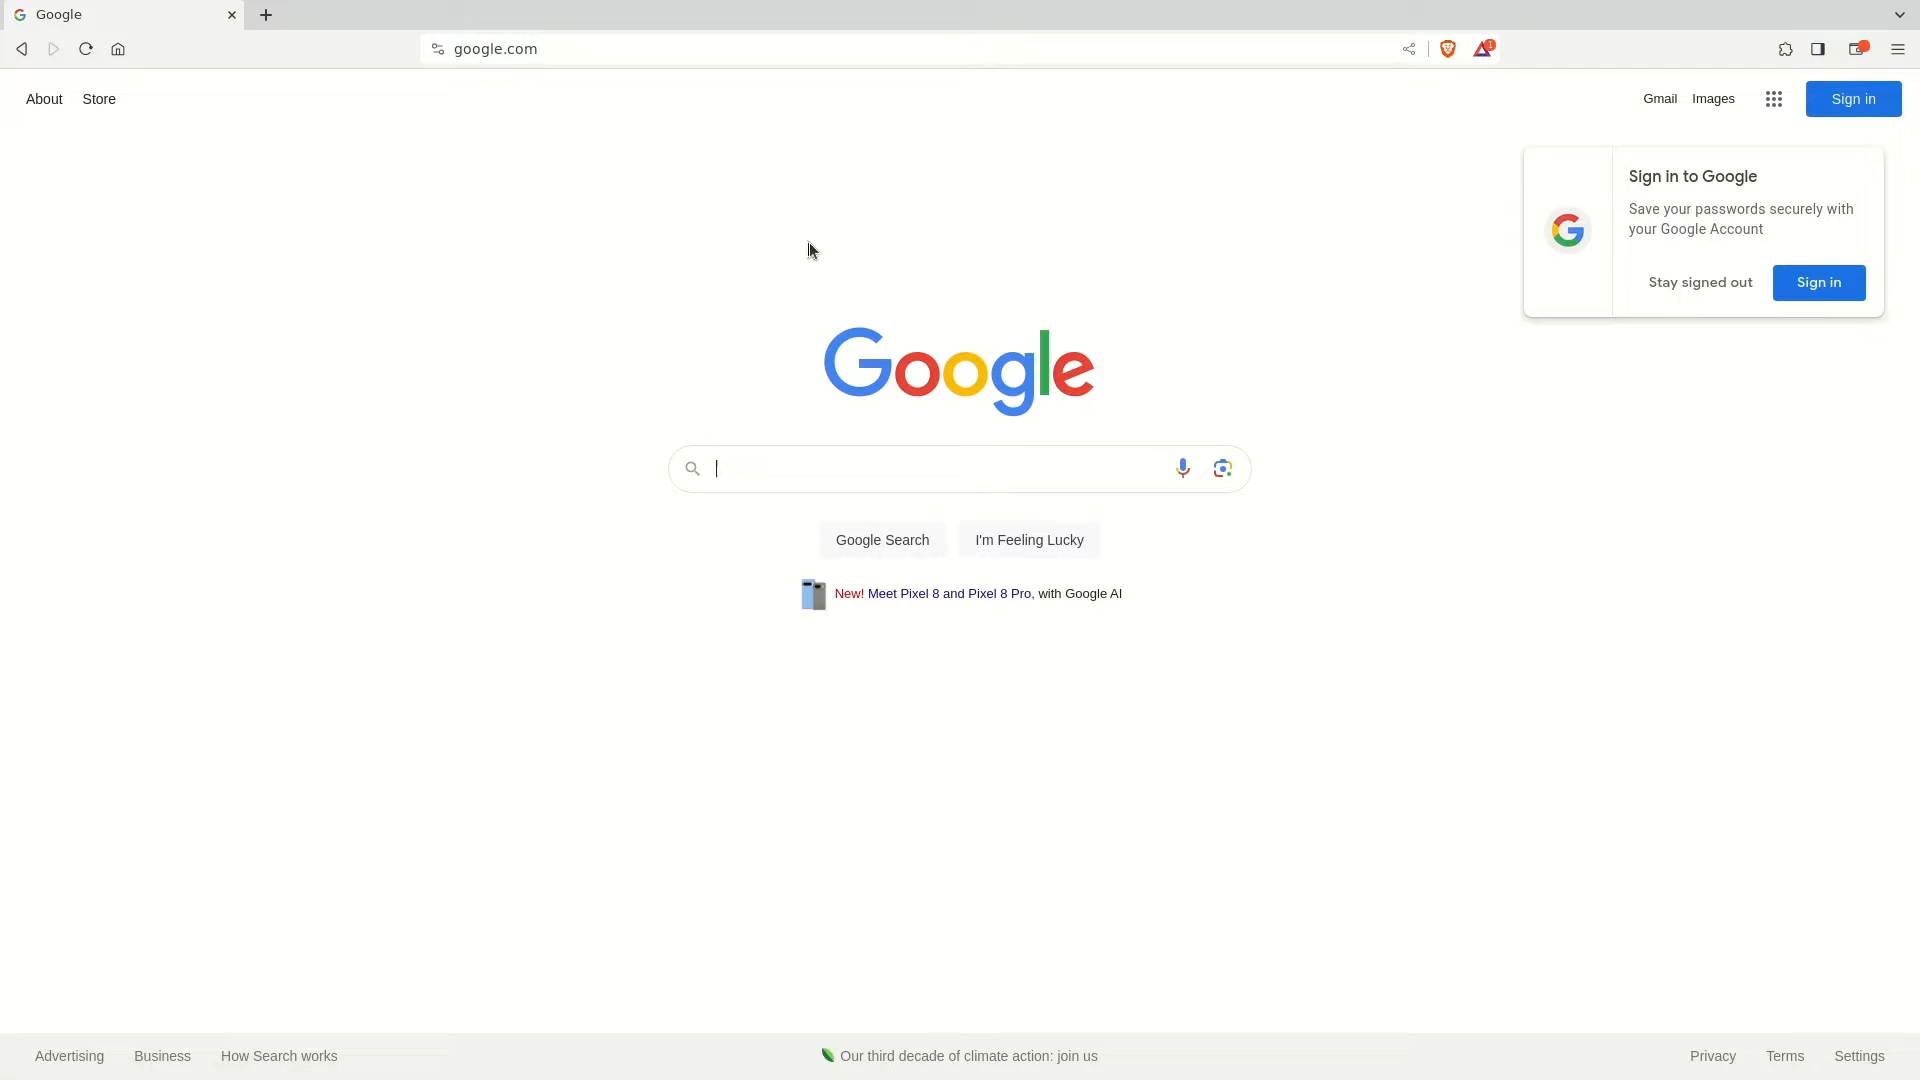 Google
google.com
1
About Store
Gmail Images Sign in
Sign in to Google
Save your passwords securely with
your Google Account
Stay signed out Sign in
Google
Google Search I'm Feeling Lucky
New! Meet Pixel 8 and Pixel 8 Pro, with Google AI
Advertising Business How Search works
Our third decade of climate action: join us
Privacy Terms Settings